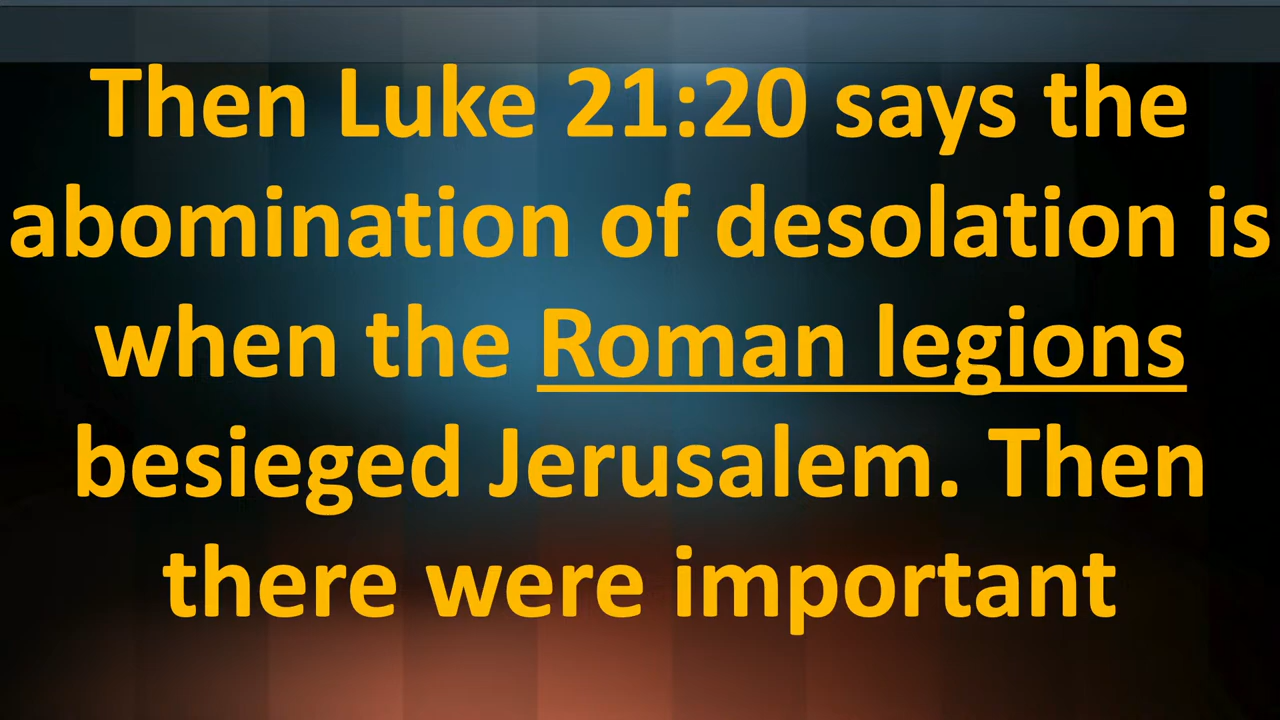 Then Luke 21:20 says the
abomination of desolation is
when the Roman legions
besieged Jerusalem. Then
there were important